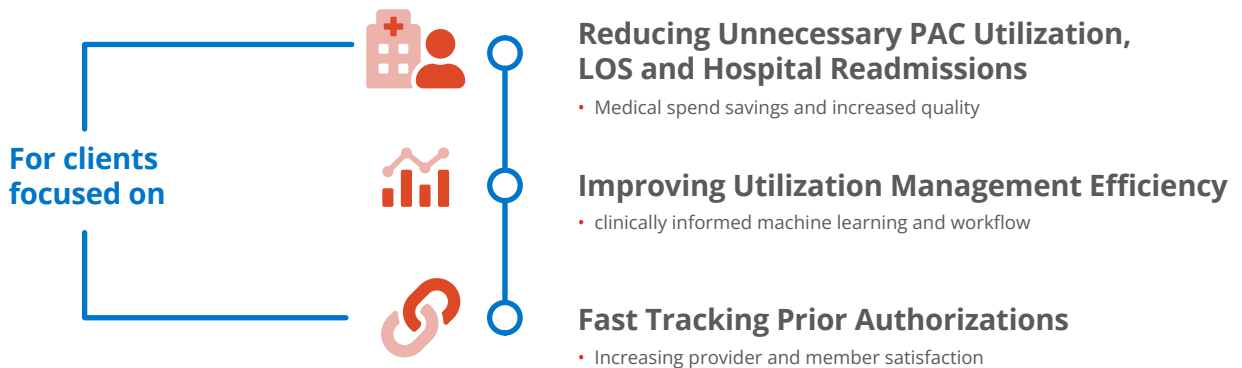 For clients
focused on
Reducing Unnecessary PAC Utilization,
LOS and Hospital Readmissions
• Medical spend savings and increased quality
Improving Utilization Management Efficiency
• clinically informed machine learning and workflow
Fast Tracking Prior Authorizations
• Increasing provider and member satisfaction